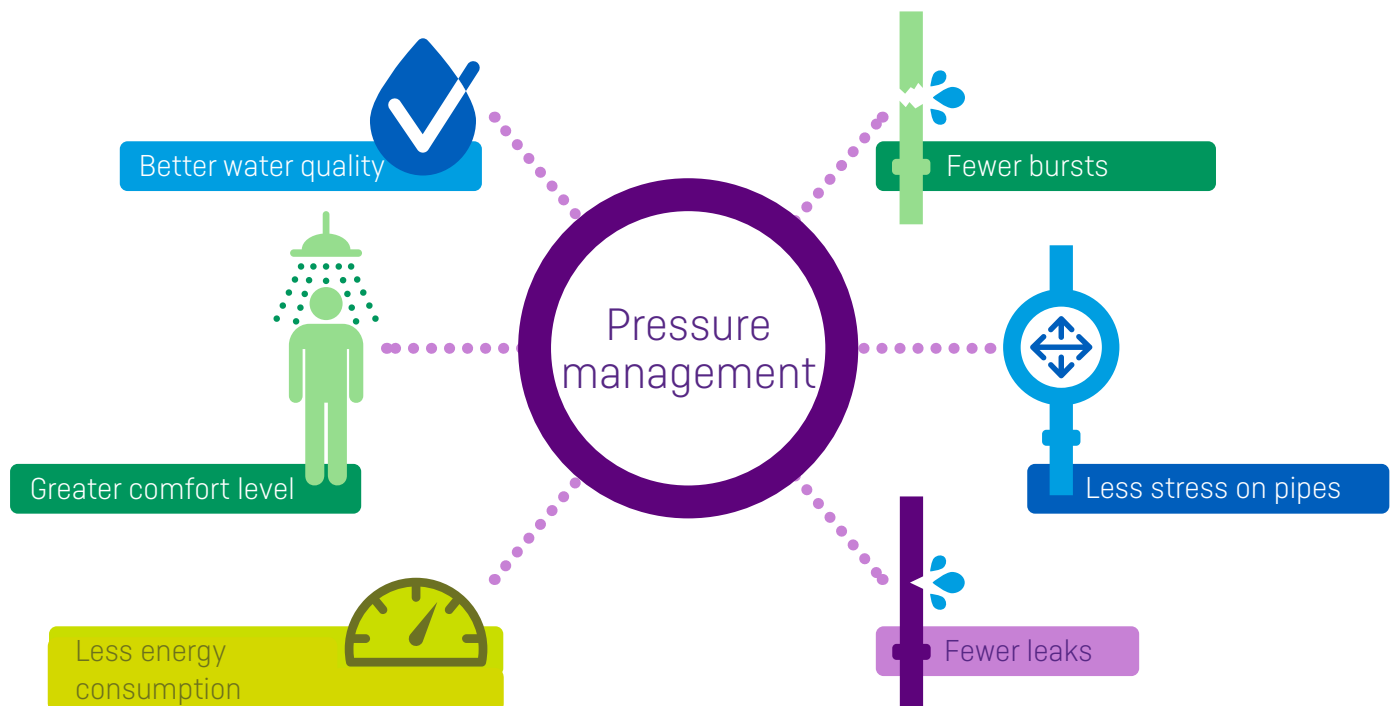 Better water quality
Fewer bursts
Pressure
management
Greater comfort level
Less stress on pipes
Less energy
consumption
Fewer leaks